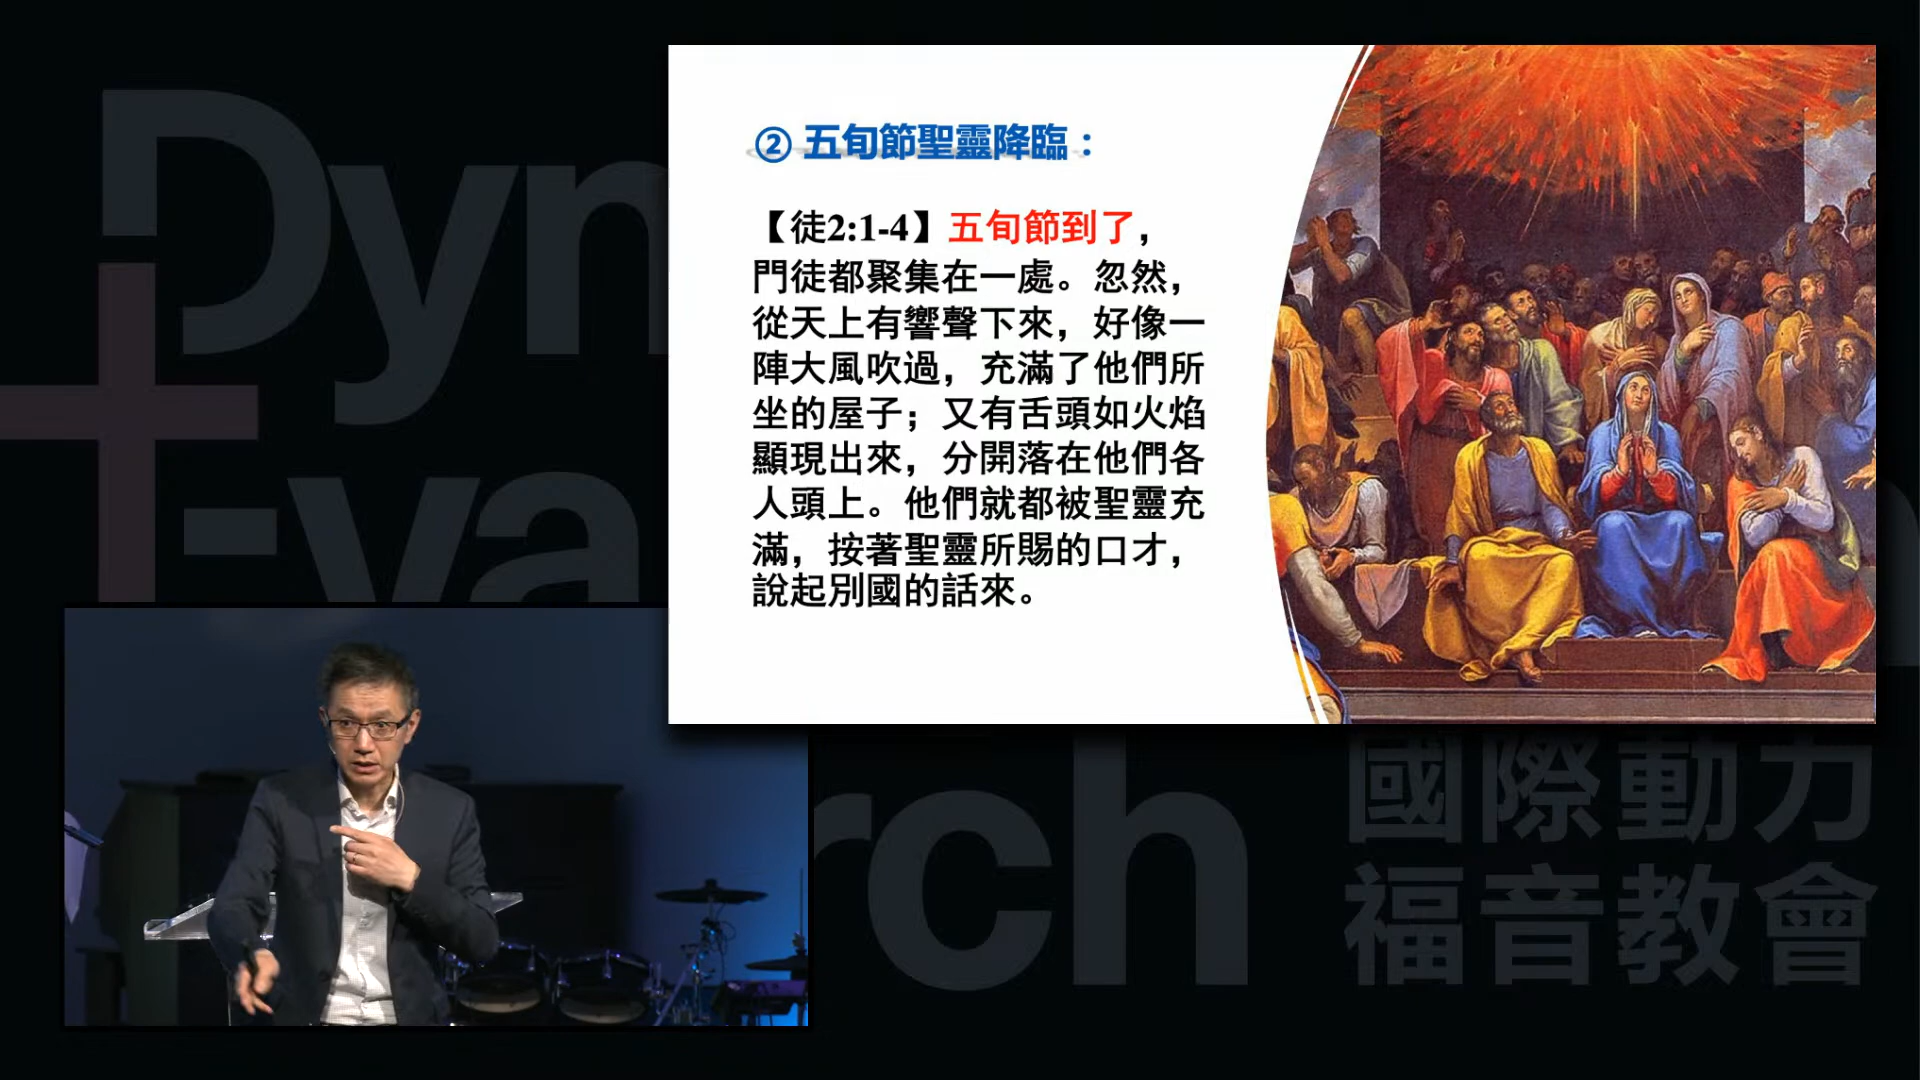 ② 五旬節聖靈降臨：
【徒2:1-4】五旬節到了，
門徒都聚集在一處。忽然，
從天上有響聲下來，好像一
陣大風吹過，充滿了他們所
坐的屋子；又有舌頭如火焰
顯現出來，分開落在他們各
人頭上。他們就都被聖靈充
滿，按著聖靈所賜的口才，
說起別國的話來。
Dyn
-va
rch
國際動力
福音教會